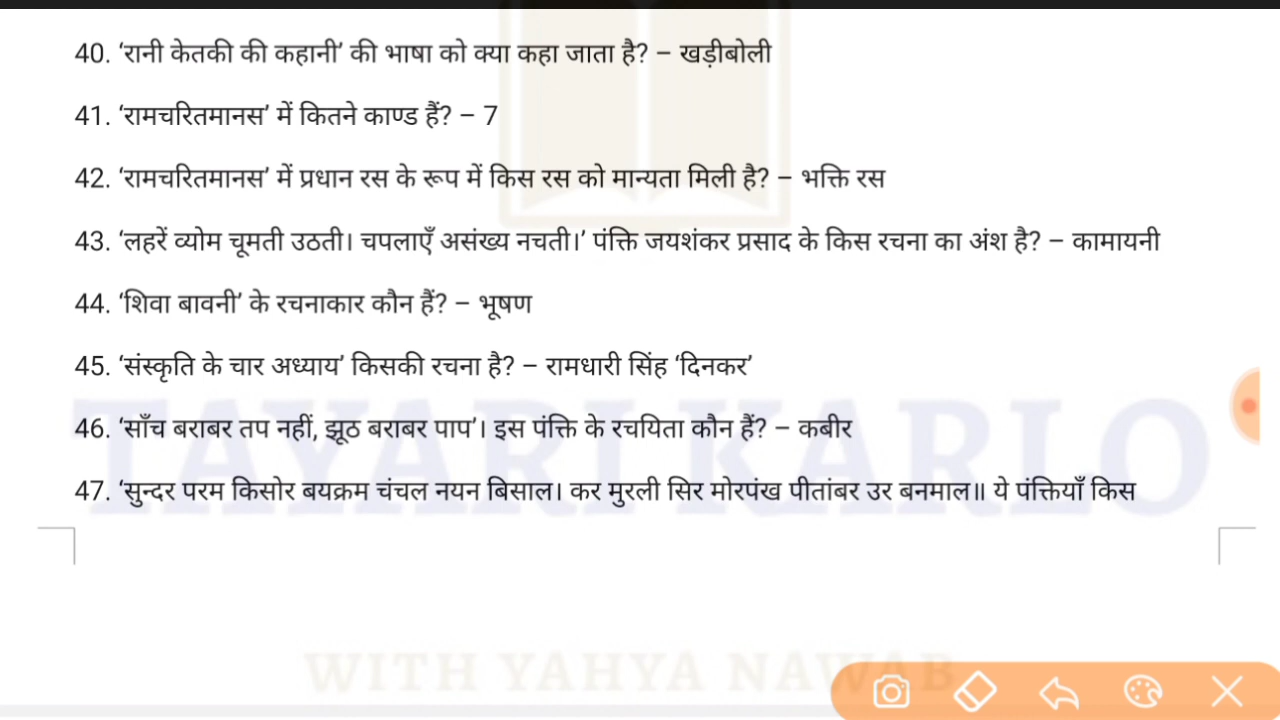 40. ‘रानी केतकी की कहानी’ की भाषा को क्या कहा जाता है? – खड़ीबोली
41. ‘रामचरितमानस’ में कितने काण्ड हैं? – 7
42. ‘रामचरितमानस’ में प्रधान रस के रूप में किस रस को मान्यता मिली है? – भक्ति रस
43. ‘लहरें व्योम चूमती उठती। चपलाएँ असंख्य नचती।’ पंक्ति जयशंकर प्रसाद के किस रचना का अंश है? – कामायनी
44. ‘शिवा बावनी’ के रचनाकार कौन हैं? – भूषण
45. ‘संस्कृति के चार अध्याय’ किसकी रचना है? – रामधारी सिंह ‘दिनकर’
46. ‘साँच बराबर तप नहीं, झूठ बराबर पाप’। इस पंक्ति के रचयिता कौन हैं? – कबीर
47. ‘सुन्दर परम किसोर बयक्रम चंचल नयन बिसाल। कर मुरली सिर मोरपंख पीतांबर उर बनमाल॥ ये पंक्तियाँ किस
TAYARI KARLO
WITH YAHYA NAWAB